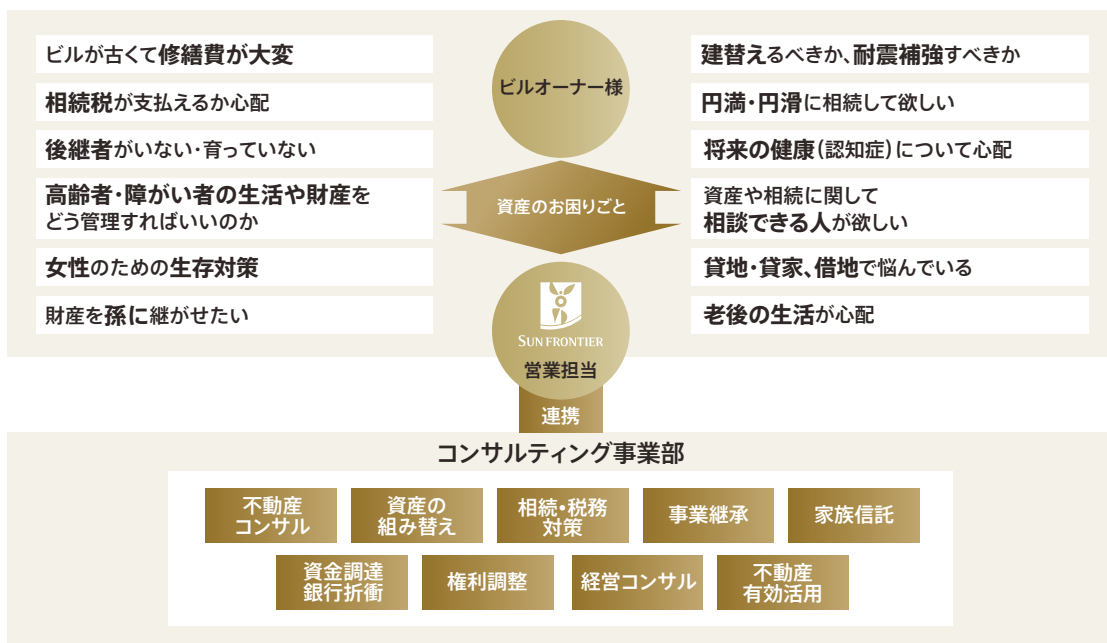 ビルオーナー様
ビルが古くて修繕費が大変
相続税が支払えるか心配
後継者がいない・育っていない
高齢者・障がい者の生活や財産を
どう管理すればいいのか
女性のための生存対策
財産を孫に継がせたい
建替えるべきか、耐震補強すべきか
円満・円滑に相続して欲しい
将来の健康(認知症)について心配
資産や相続に関して
相談できる人が欲しい
貸地・貸家、借地で悩んでいる
老後の生活が心配
資産のお困りごと
SUN FRONTIER
営業担当
連携
コンサルティング事業部
不動産
コンサル
資産の
組み替え
相続・税務
対策
事業継承
家族信託
資金調達
銀行折衝
権利調整
経営コンサル
不動産
有効活用